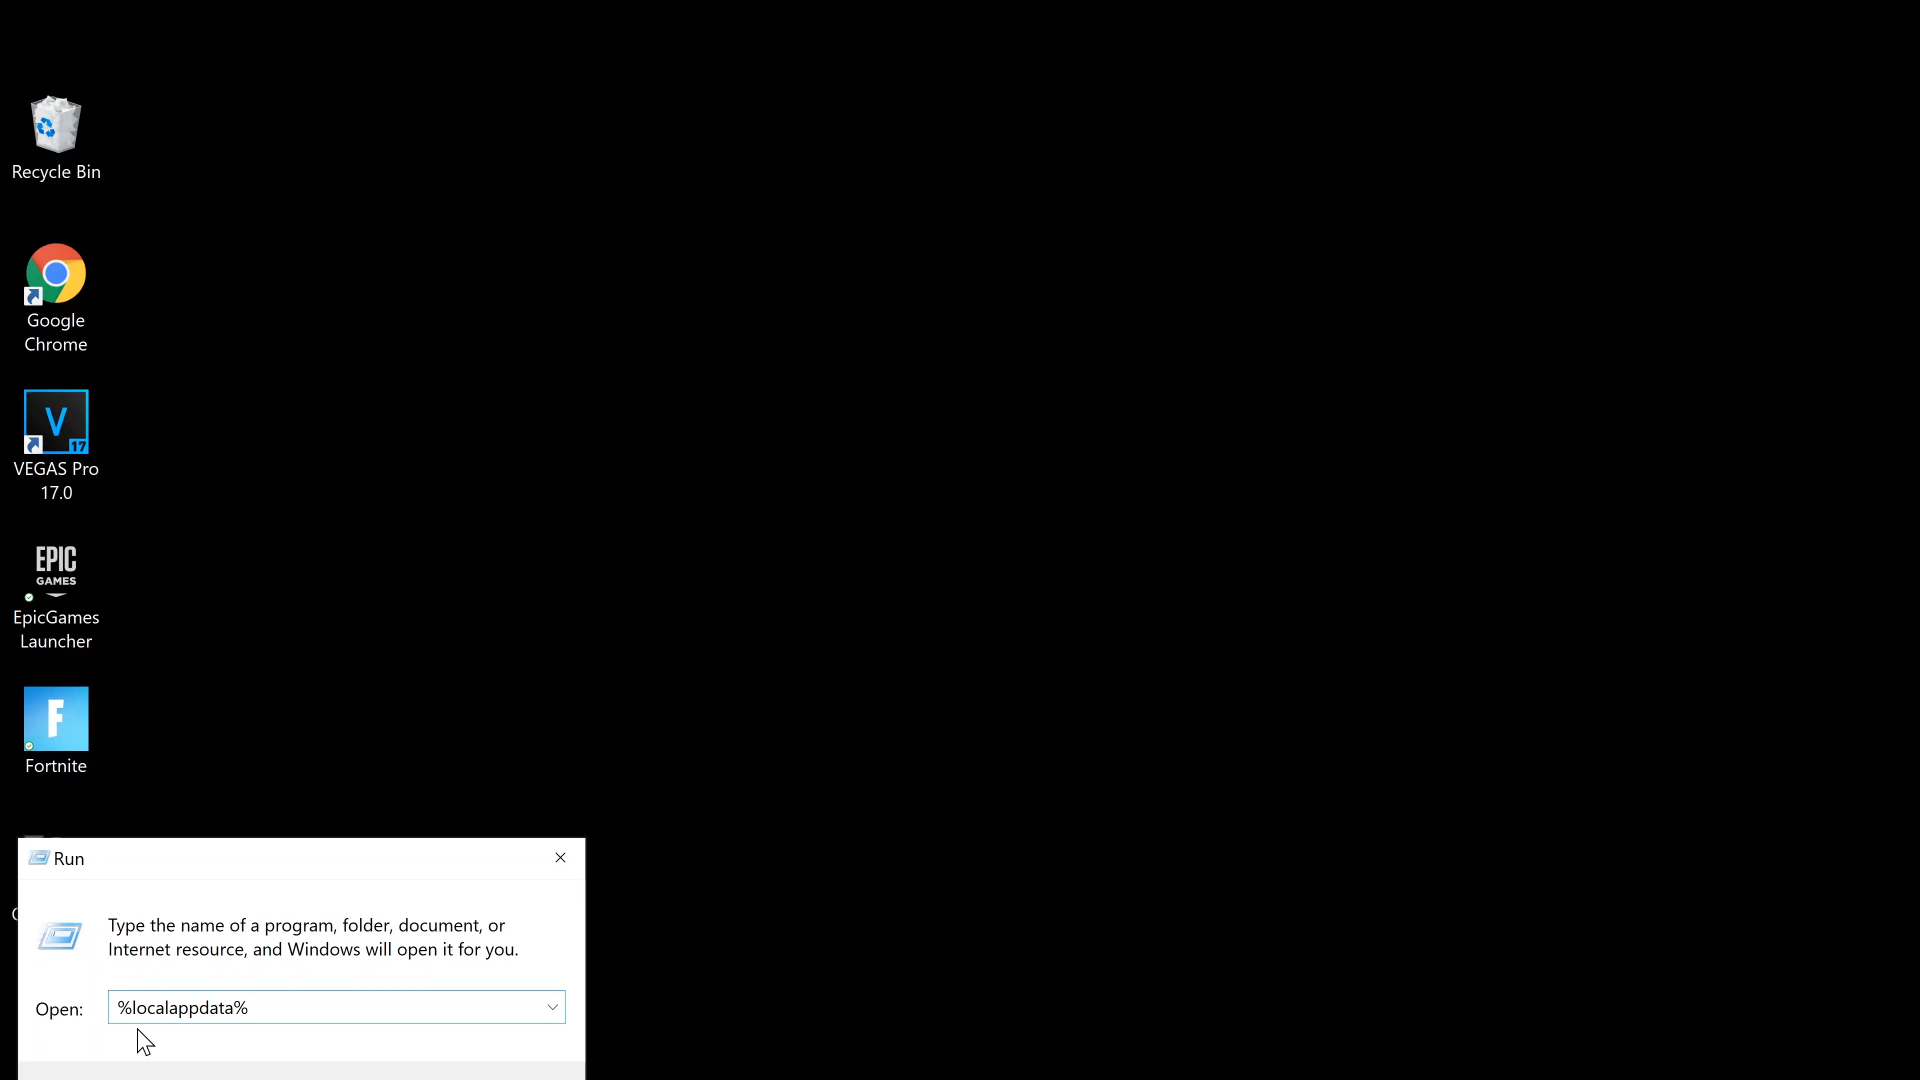 Recycle Bin
Google
Chrome
V
17
VEGAS Pro
17.0
EPIC
GAMES
EpicGames
Launcher
F
Fortnite
Run
Type the name of a program, folder, document, or
Internet resource, and Windows will open it for you.
Open:
%localappdata%